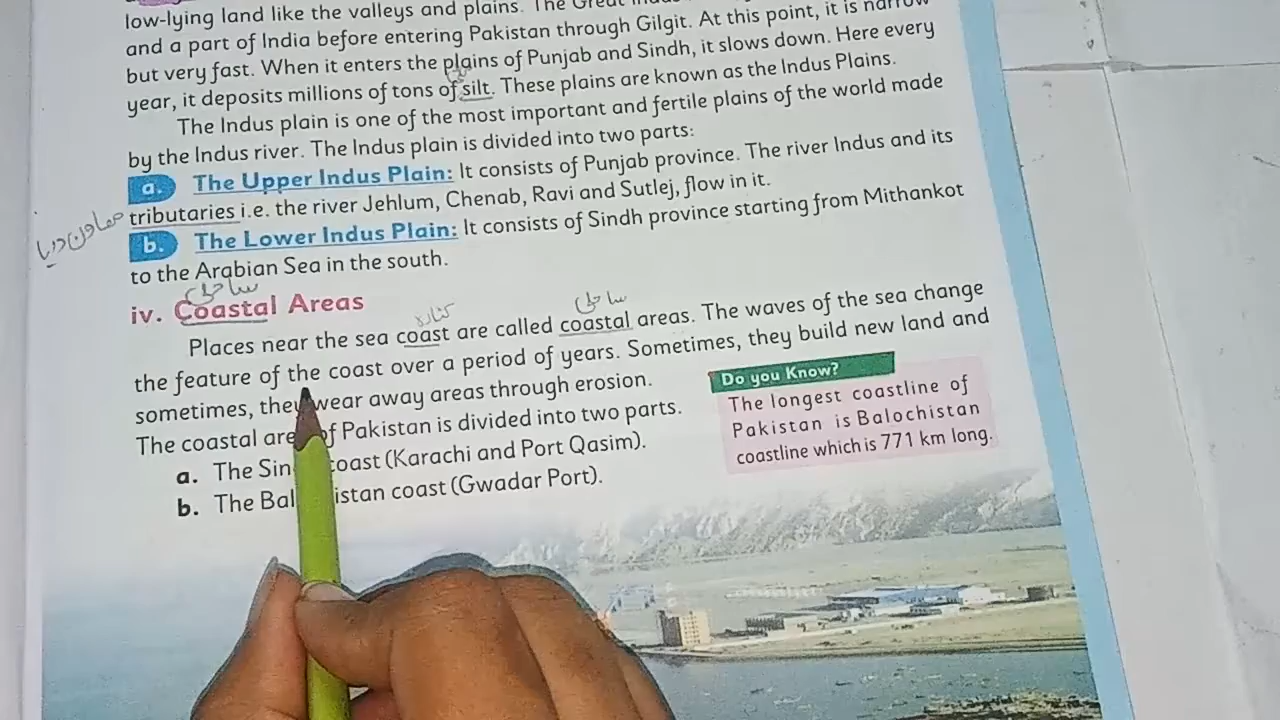 low-lying land like the valleys and plains. The Great
and a part of India before entering Pakistan through Gilgit. At this point, it is narrow
but very fast. When it enters the plains of Punjab and Sindh, it slows down. Here every
year, it deposits millions of tons of silt. These plains are known as the Indus Plains.
The Indus plain is one of the most important and fertile plains of the world made
by the Indus river. The Indus plain is divided into two parts:
a. The Upper Indus Plain: It consists of Punjab province. The river Indus and its
معاون دریا
tributaries i.e. the river Jehlum, Chenab, Ravi and Sutlej, flow in it.
b. The Lower Indus Plain: It consists of Sindh province starting from Mithankot
to the Arabian Sea in the south.
ساحلی
iv. Coastal Areas
کنارہ ساحلی
Places near the sea coast are called coastal areas. The waves of the sea change
the feature of the coast over a period of years. Sometimes, they build new land and
sometimes, they wear away areas through erosion.
The coastal are of Pakistan is divided into two parts.
a. The Sin coast (Karachi and Port Qasim).
b. The Bal istan coast (Gwadar Port).
Do you Know?
The longest coastline of
Pakistan is Balochistan
coastline which is 771 km long.